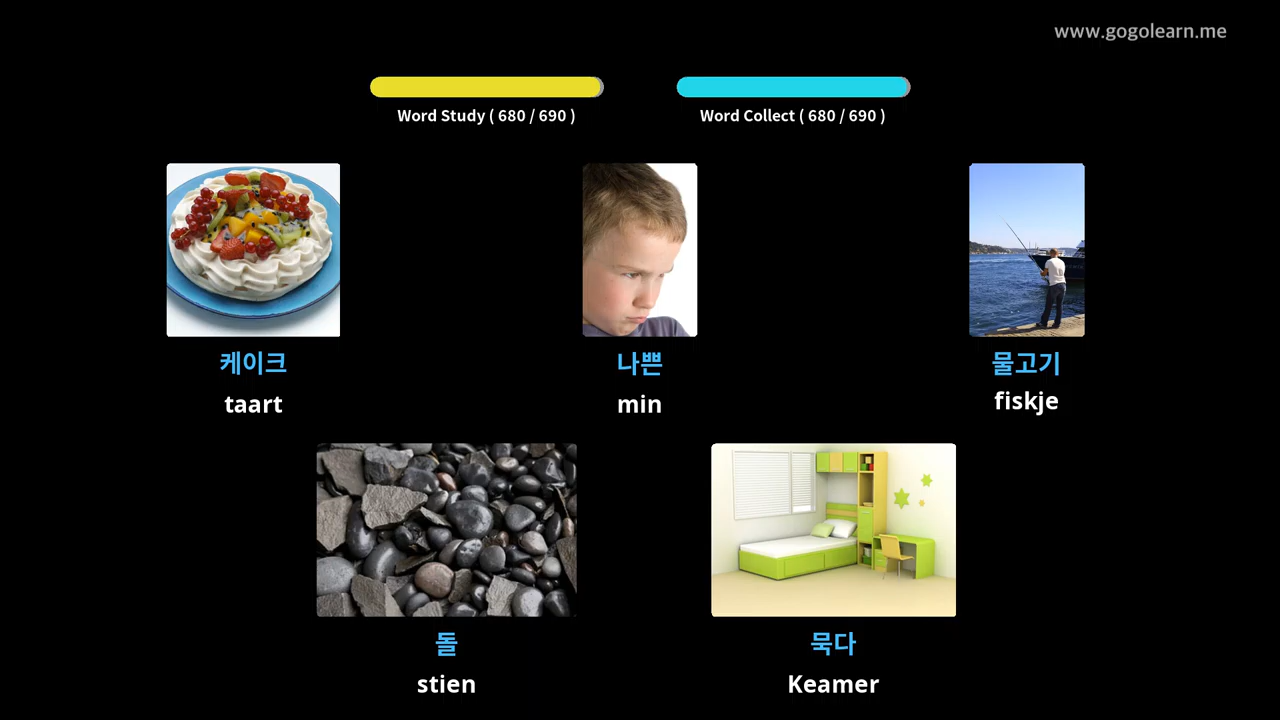 www.gogolearn.me
Word Study ( 680 / 690 )
Word Collect ( 680 / 690 )
케이크
taart
나쁜
min
물고기
fiskje
돌
stien
묵다
Keamer